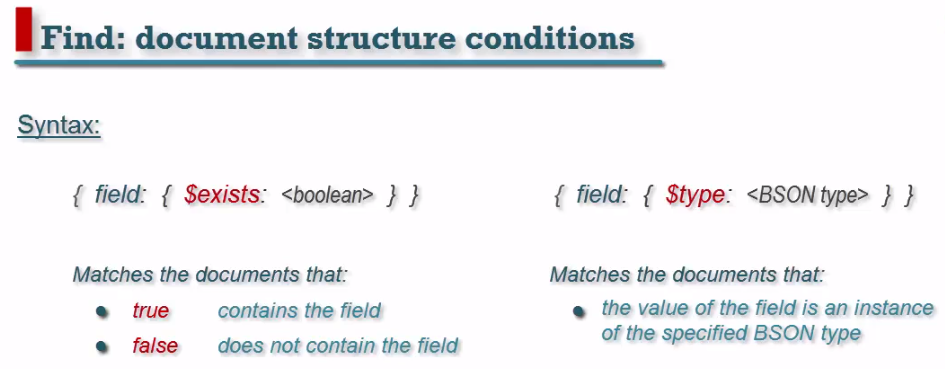 Find: document structure conditions
Syntax:
{ field: { $exists: <boolean> } }
Matches the documents that:
● true contains the field
● false does not contain the field
{ field: { $type: <BSON type> } }
Matches the documents that:
● the value of the field is an instance
of the specified BSON type